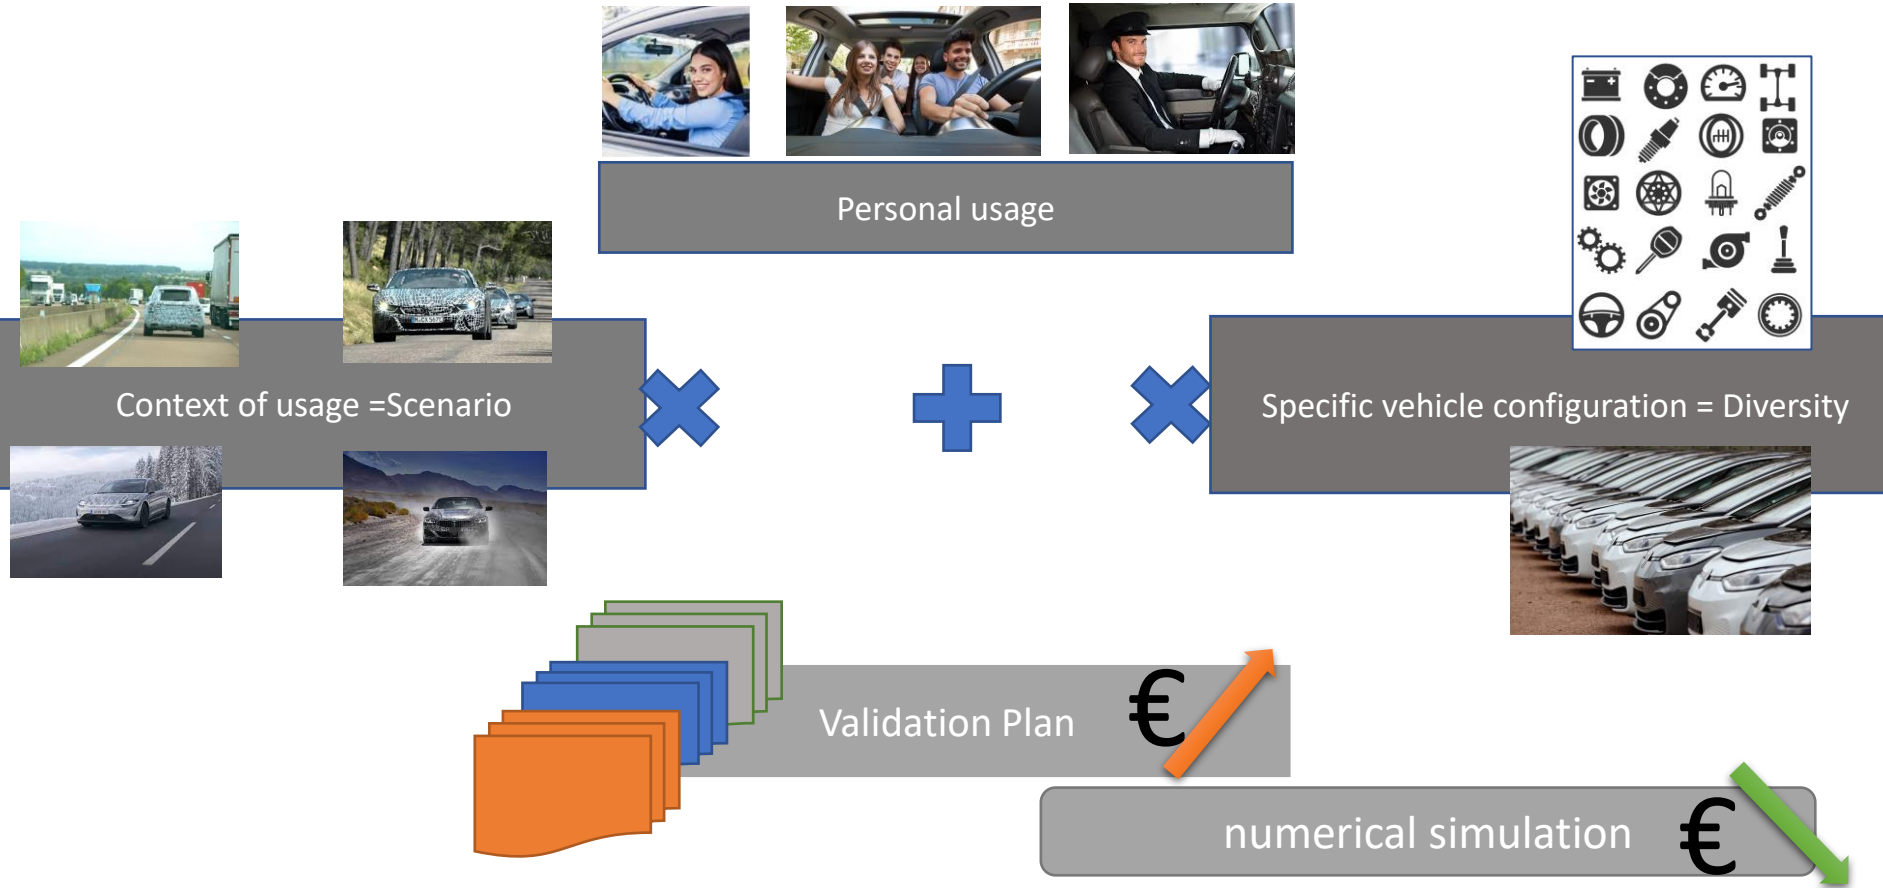 Personal usage
Context of usage =Scenario
Specific vehicle configuration = Diversity
Validation Plan €
numerical simulation €